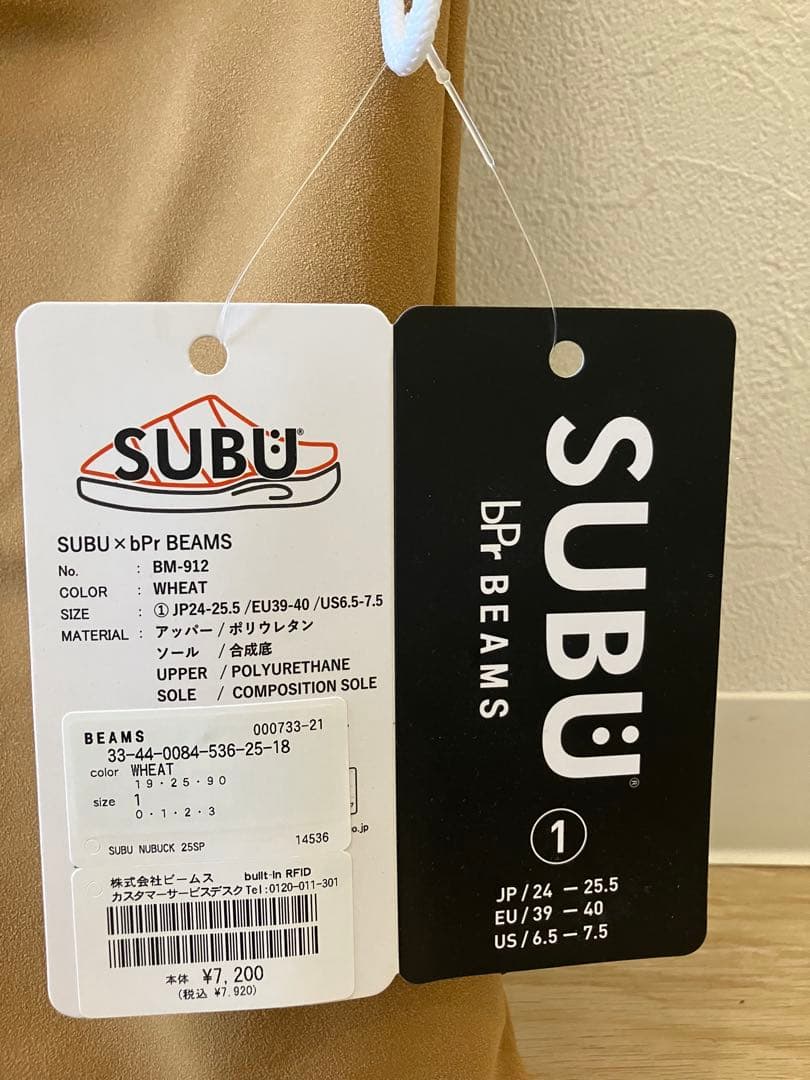 SUBU®
SUBU×bPr BEAMS
No. : BM-912
COLOR : WHEAT
SIZE : ①JP24-25.5 /EU39-40 /US6.5-7.5
MATERIAL : アッパー / ポリウレタン
ソール / 合成底
UPPER / POLYURETHANE
SOLE / COMPOSITION SOLE
BEAMS 000733-21
33-44-0084-536-25-18
color WHEAT
19・25・90
size 1
0・1・2・3
SUBU NUBUCK 25SP 14536
o.jp
株式会社ビームス built-in RFID
カスタマーサービスデスク Tel:0120-011-301
本体 ¥7,200
(税込 ¥7,920)
SUBU®
bPr BEAMS
①
JP / 24 — 25.5
EU / 39 — 40
US / 6.5 — 7.5